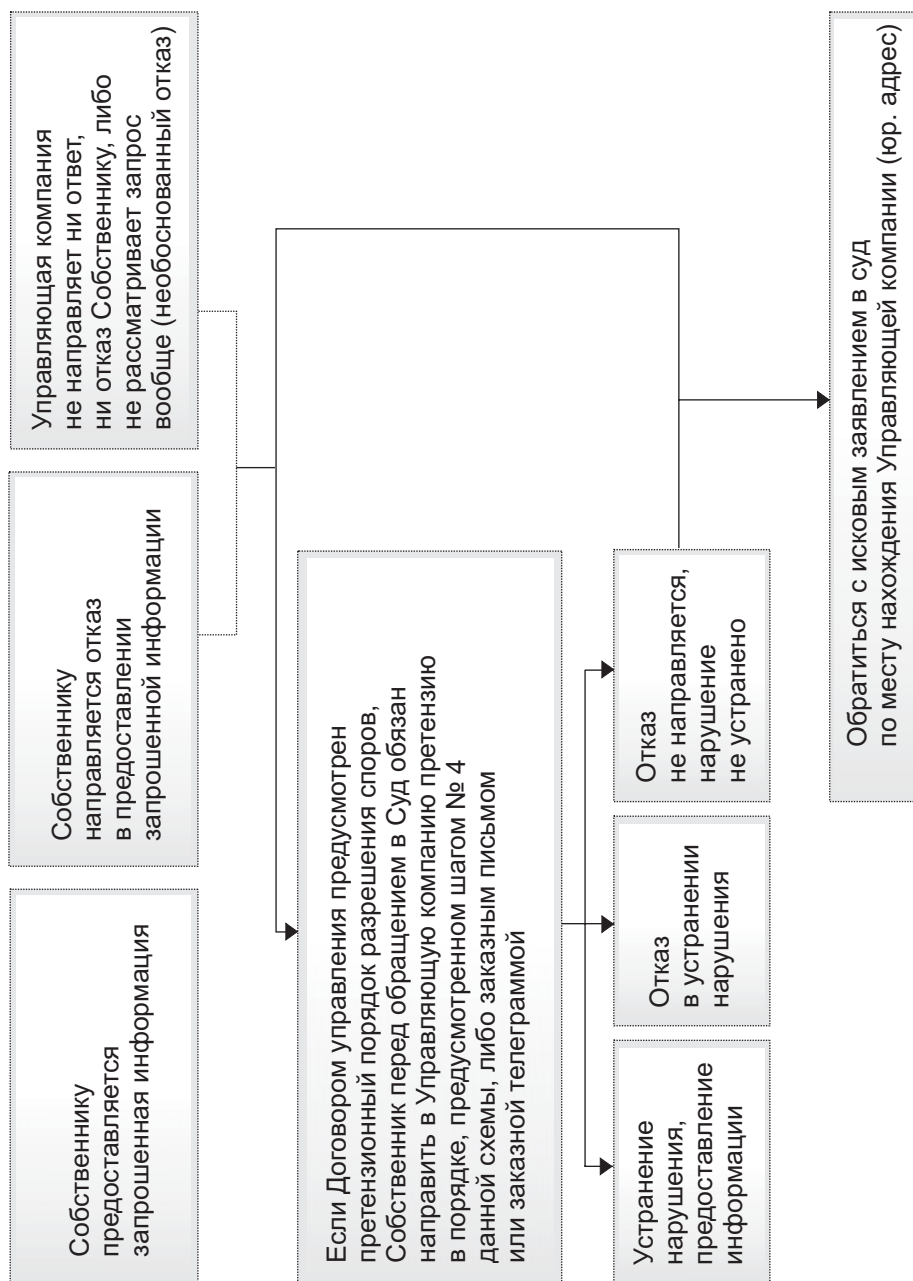 Собственнику
предоставляется
запрошенная информация
Собственнику
направляется отказ
в предоставлении
запрошенной информации
Управляющая компания
не направляет ни ответ,
ни отказ Собственнику, либо
не рассматривает запрос
вообще (необоснованный отказ)
Если Договором управления предусмотрен
претензионный порядок разрешения споров,
Собственник перед обращением в Суд обязан
направить в Управляющую компанию претензию
в порядке, предусмотренном шагом № 4
данной схемы, либо заказным письмом
или заказной телеграммой
Устранение
нарушения,
предоставление
информации
Отказ
в устранении
нарушения
Отказ
не направляется,
нарушение
не устранено
Обратиться с исковым заявлением в суд
по месту нахождения Управляющей компании (юр. адрес)